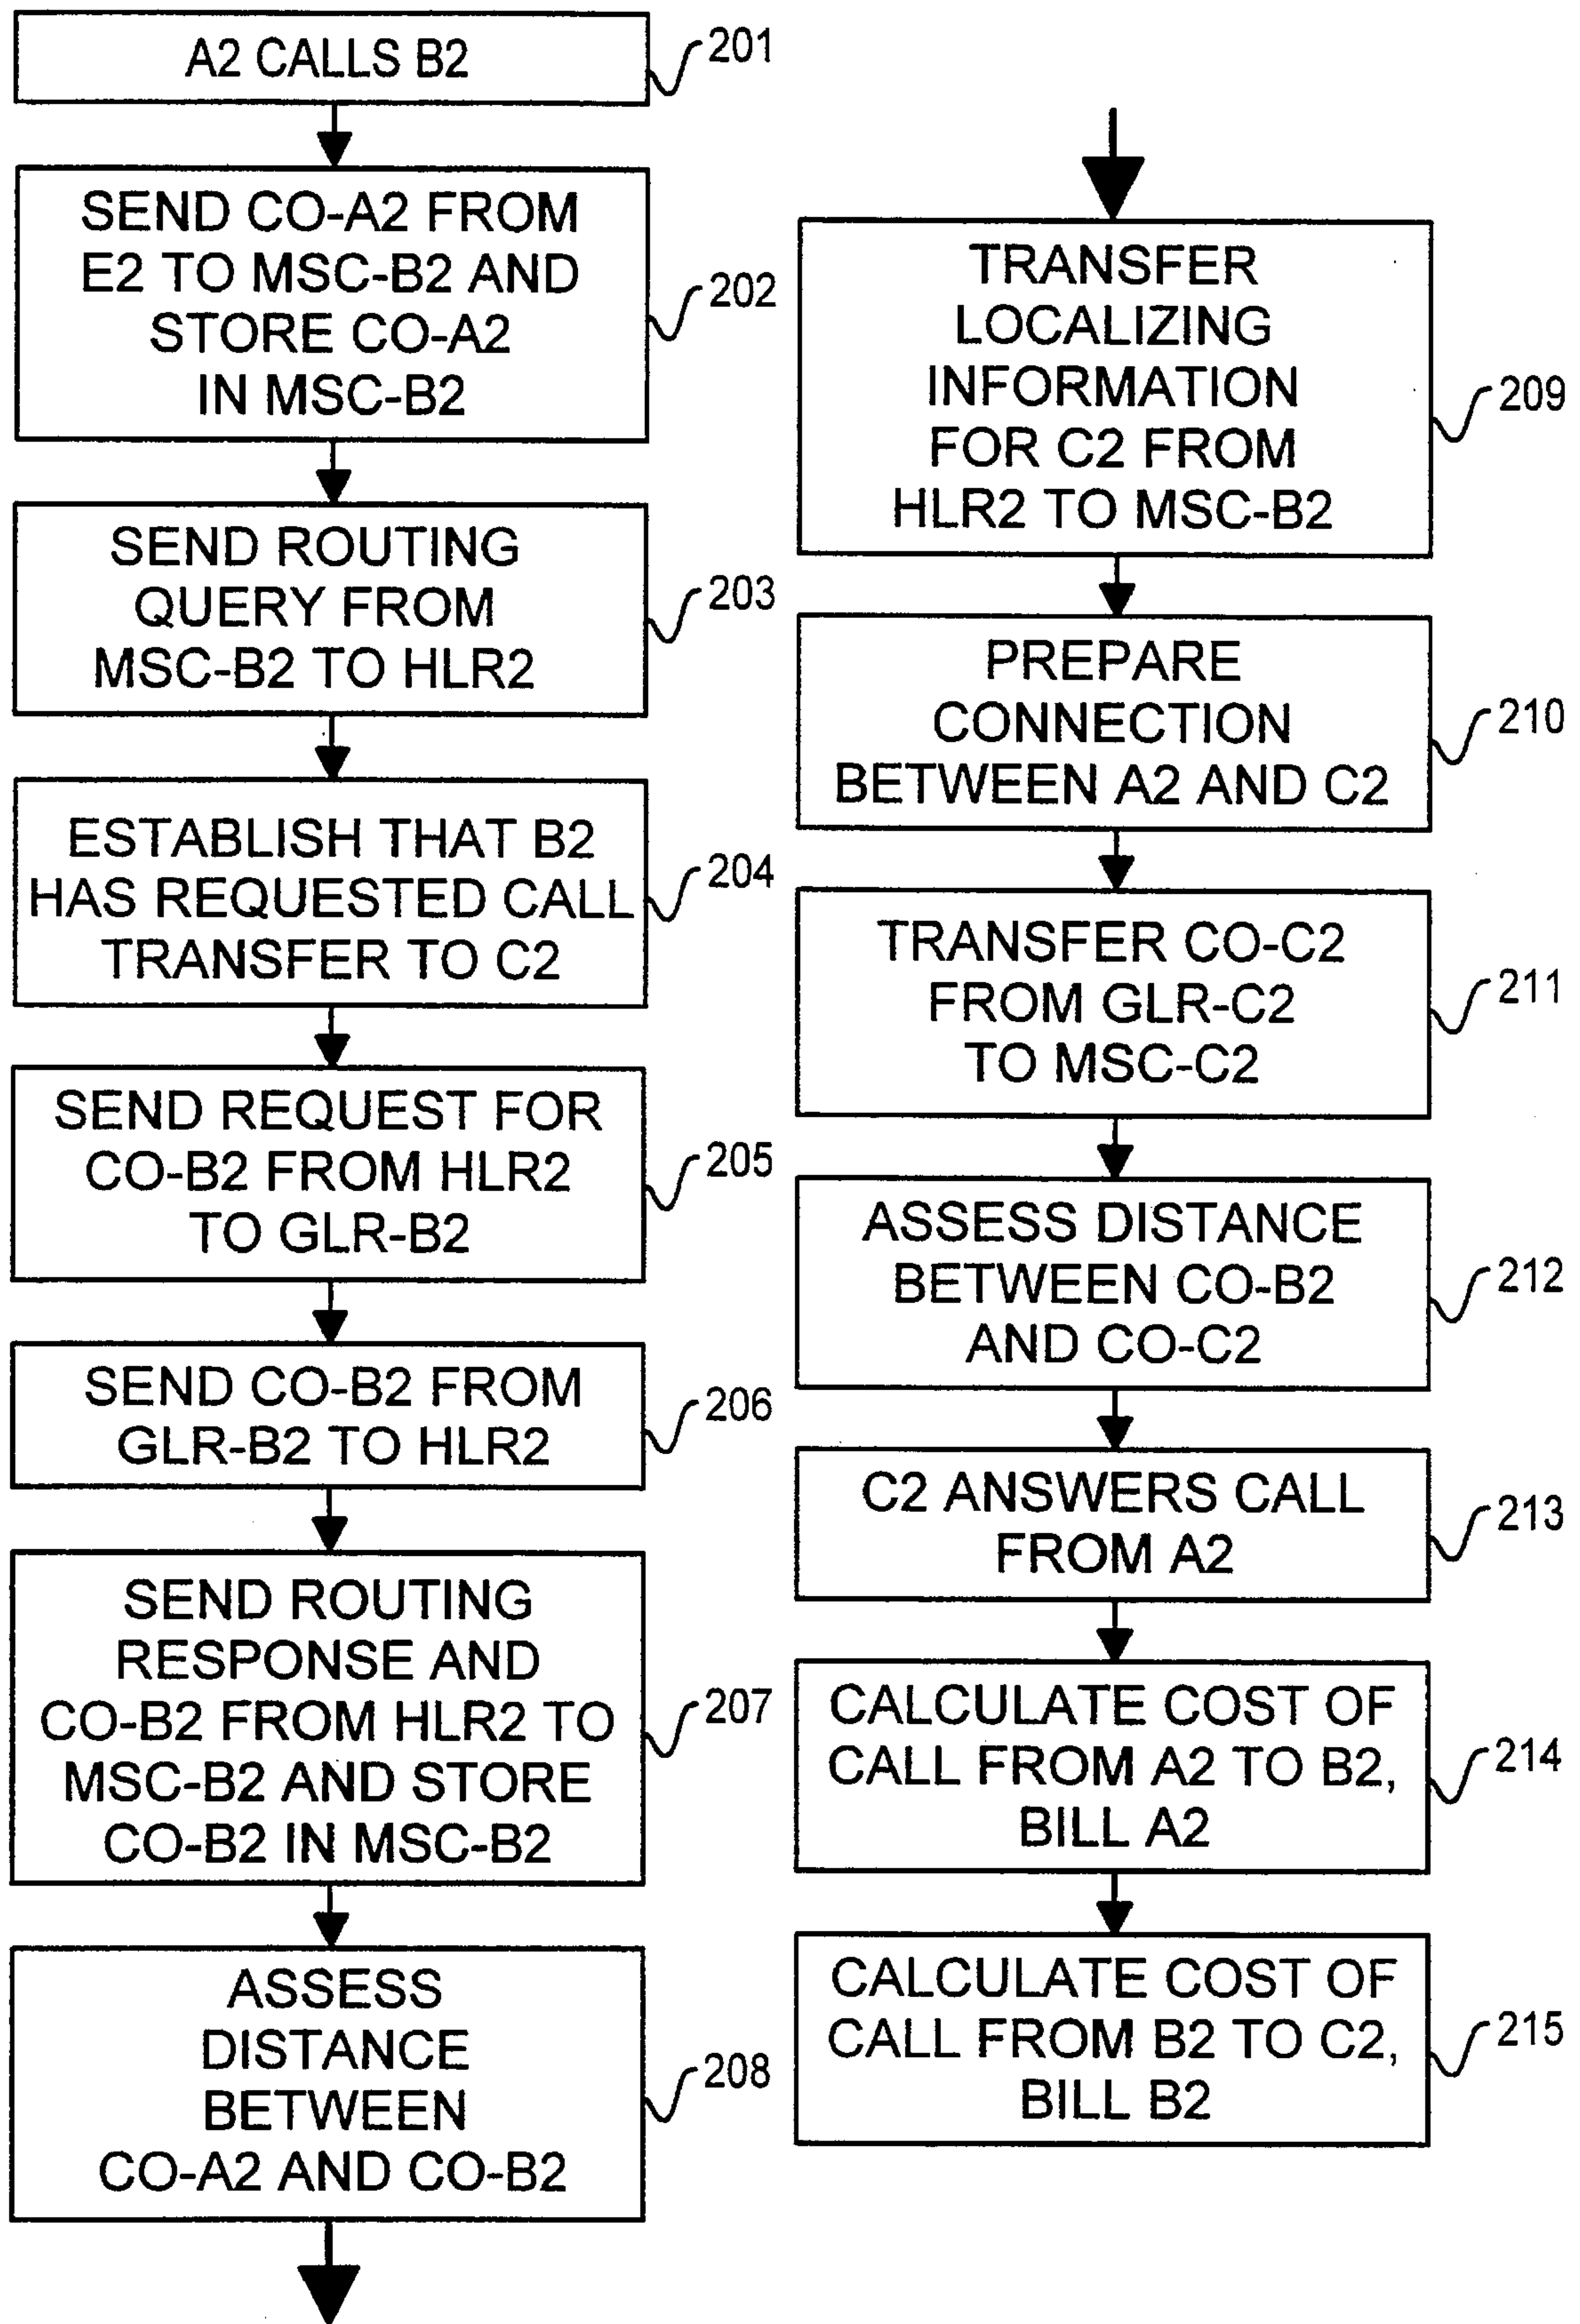 A2 CALLS B2
201
SEND CO-A2 FROM
E2 TO MSC-B2 AND
STORE CO-A2
IN MSC-B2
202
SEND ROUTING
QUERY FROM
MSC-B2 TO HLR2
203
ESTABLISH THAT B2
HAS REQUESTED CALL
TRANSFER TO C2
204
SEND REQUEST FOR
CO-B2 FROM HLR2
TO GLR-B2
205
SEND CO-B2 FROM
GLR-B2 TO HLR2
206
SEND ROUTING
RESPONSE AND
CO-B2 FROM HLR2 TO
MSC-B2 AND STORE
CO-B2 IN MSC-B2
207
ASSESS
DISTANCE
BETWEEN
CO-A2 AND CO-B2
208
TRANSFER
LOCALIZING
INFORMATION
FOR C2 FROM
HLR2 TO MSC-B2
209
PREPARE
CONNECTION
BETWEEN A2 AND C2
210
TRANSFER CO-C2
FROM GLR-C2
TO MSC-C2
211
ASSESS DISTANCE
BETWEEN CO-B2
AND CO-C2
212
C2 ANSWERS CALL
FROM A2
213
CALCULATE COST OF
CALL FROM A2 TO B2,
BILL A2
214
CALCULATE COST OF
CALL FROM B2 TO C2,
BILL B2
215